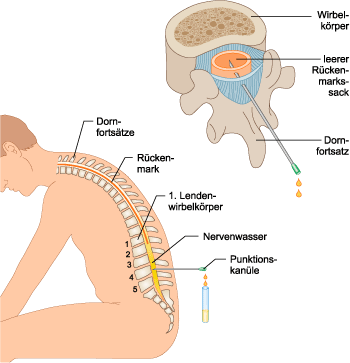 Wirbel-
körper
leerer
Rücken-
marks-
sack
Dorn-
fortsatz
Dorn-
fortsätze
Rücken-
mark
1. Lenden-
wirbelkörper
Nervenwasser
Punktions-
kanüle
1
2
3
4
5